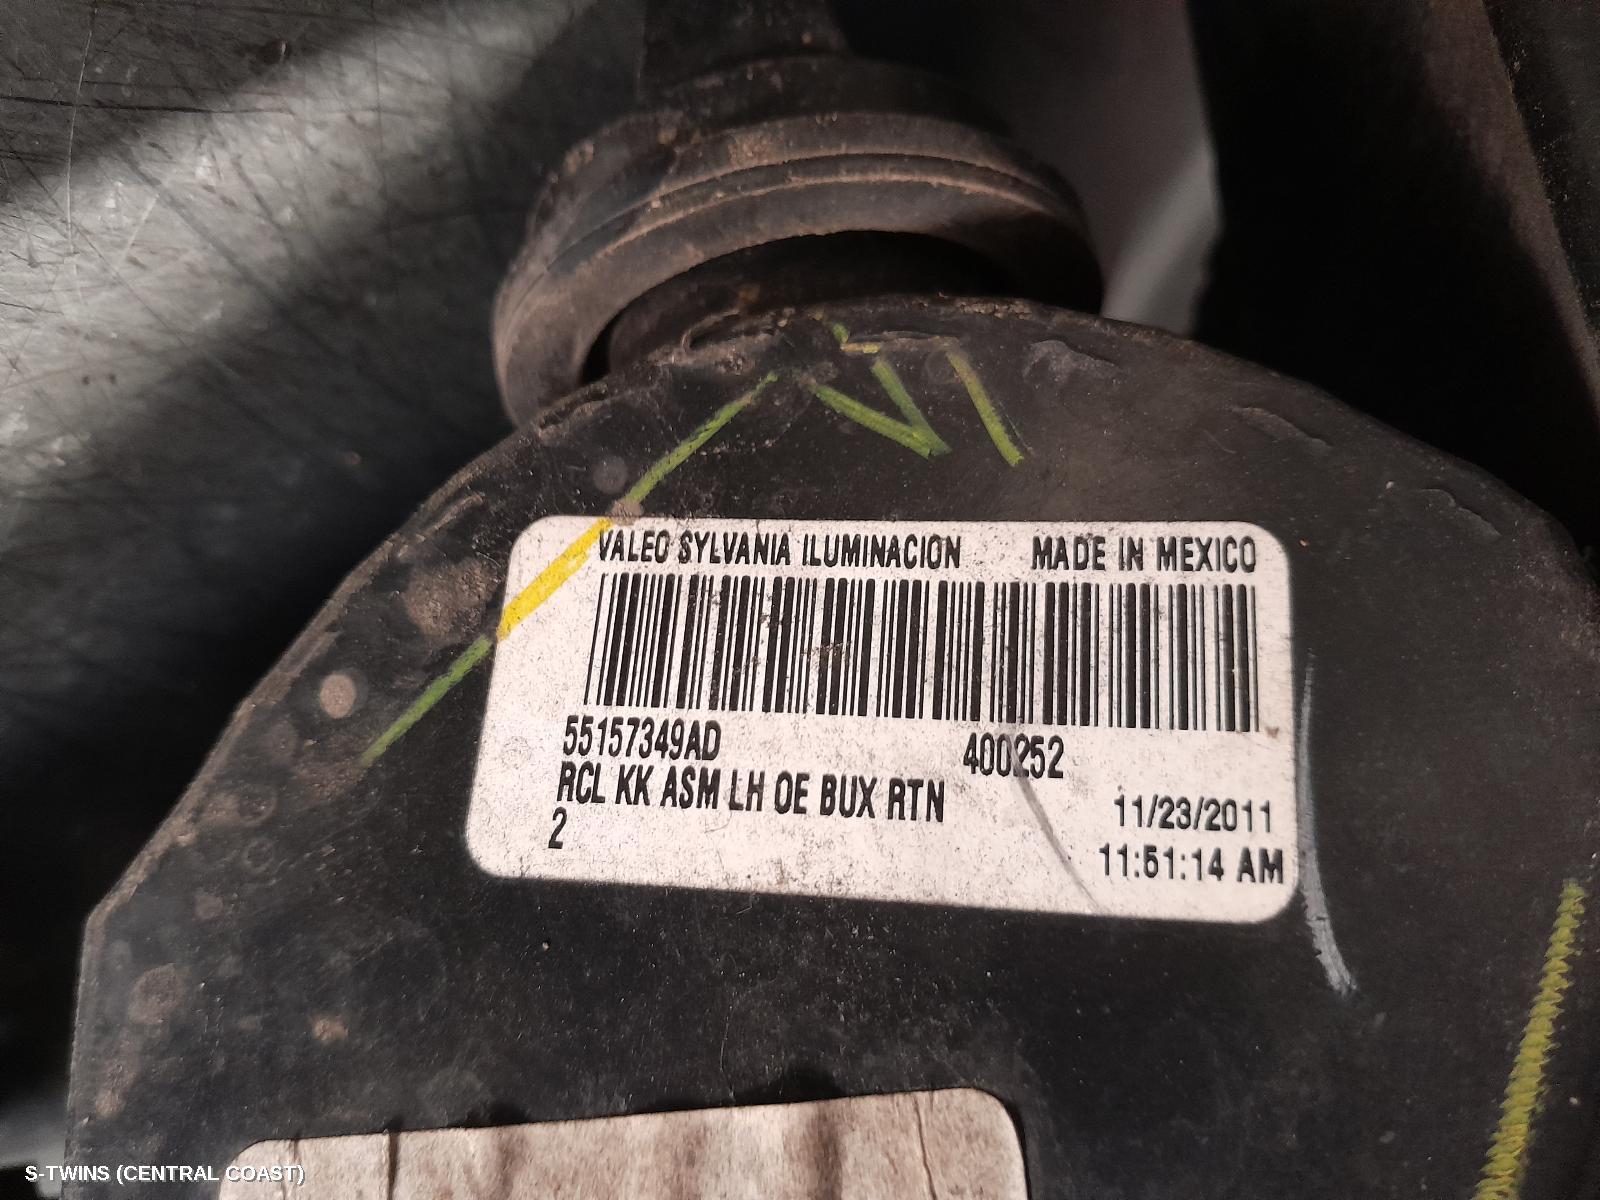 VALEO SYLVANIA ILUMINACION MADE IN MEXICO
55157349AD 400252
RCL KK ASM LH OE BUX RTN
2
11/23/2011
11:51:14 AM
S-TWINS (CENTRAL COAST)